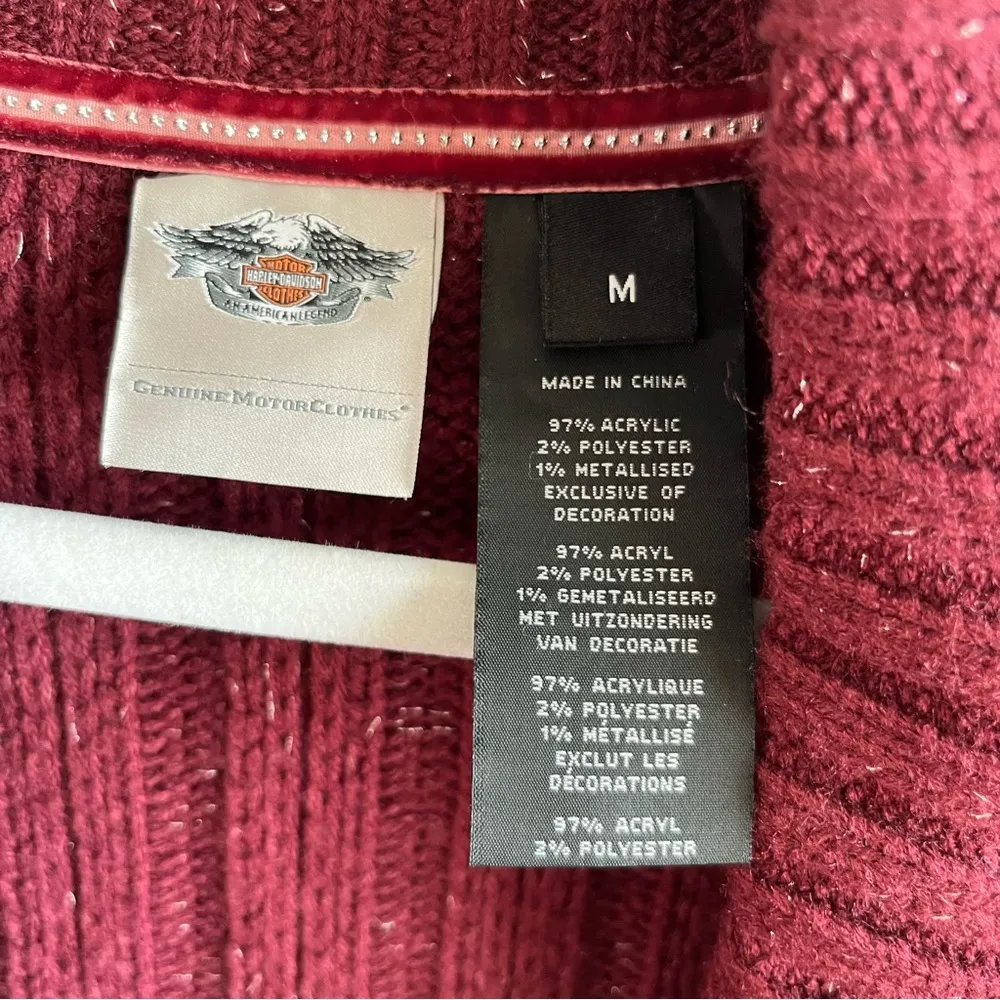 MOTOR
HARLEY-DAVIDSON
CLOTHES
AN AMERICAN LEGEND
GENUINE MOTORCLOTHES®
M
MADE IN CHINA
97% ACRYLIC
2% POLYESTER
1% METALLISED
EXCLUSIVE OF
DECORATION
97% ACRYL
2% POLYESTER
1% GEMETALISEERD
MET UITZONDERING
VAN DECORATIE
97% ACRYLIQUE
2% POLYESTER
1% MÉTALLISÉ
EXCLUT LES
DÉCORATIONS
97% ACRYL
2% POLYESTER